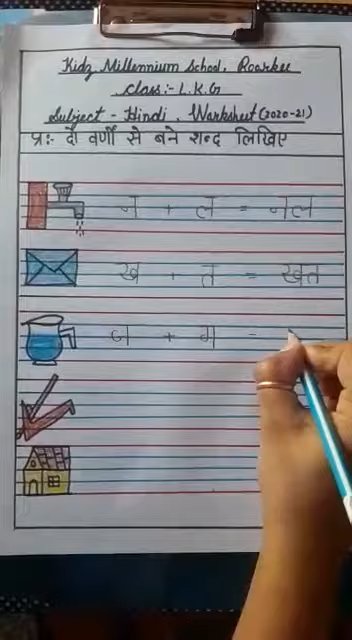 Kidz Millennium School, Roorkee
Class:- L.K.G
Subject - Hindi, Worksheet (2020-21)
प्र:- दो वर्णों से बने शब्द लिखिए
न + ल = नल
ख + त = खत
ज + ग =